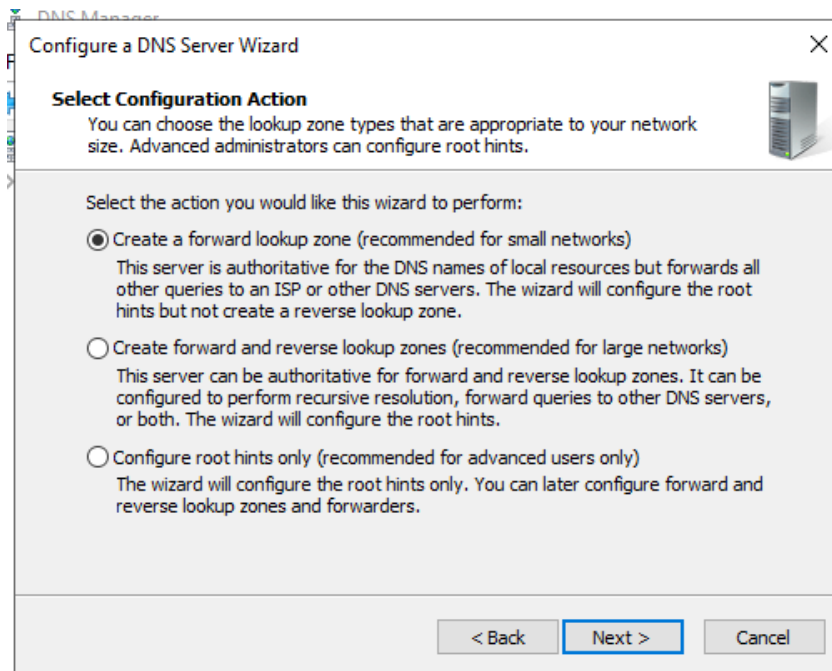 DNS Manager
Configure a DNS Server Wizard
Select Configuration Action
You can choose the lookup zone types that are appropriate to your network
size. Advanced administrators can configure root hints.
Select the action you would like this wizard to perform:
Create a forward lookup zone (recommended for small networks)
This server is authoritative for the DNS names of local resources but forwards all
other queries to an ISP or other DNS servers. The wizard will configure the root
hints but not create a reverse lookup zone.
Create forward and reverse lookup zones (recommended for large networks)
This server can be authoritative for forward and reverse lookup zones. It can be
configured to perform recursive resolution, forward queries to other DNS servers,
or both. The wizard will configure the root hints.
Configure root hints only (recommended for advanced users only)
The wizard will configure the root hints only. You can later configure forward and
reverse lookup zones and forwarders.
< Back Next > Cancel